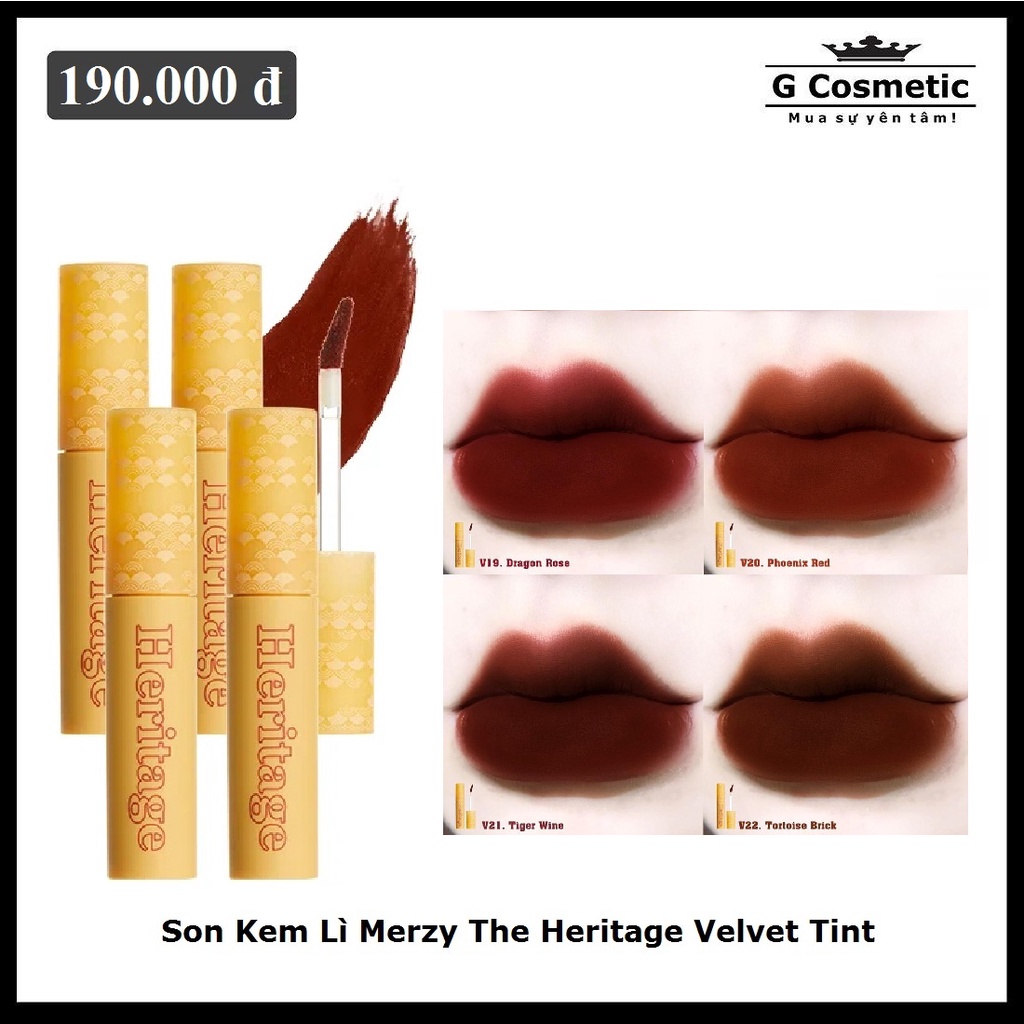 190.000 đ
G Cosmetic
Mua sự yên tâm!
Heritage
Heritage
Heritage
Heritage
V19. Dragon Rose
V20. Phoenix Red
V21. Tiger Wine
V22. Tortoise Brick
Son Kem Lì Merzy The Heritage Velvet Tint